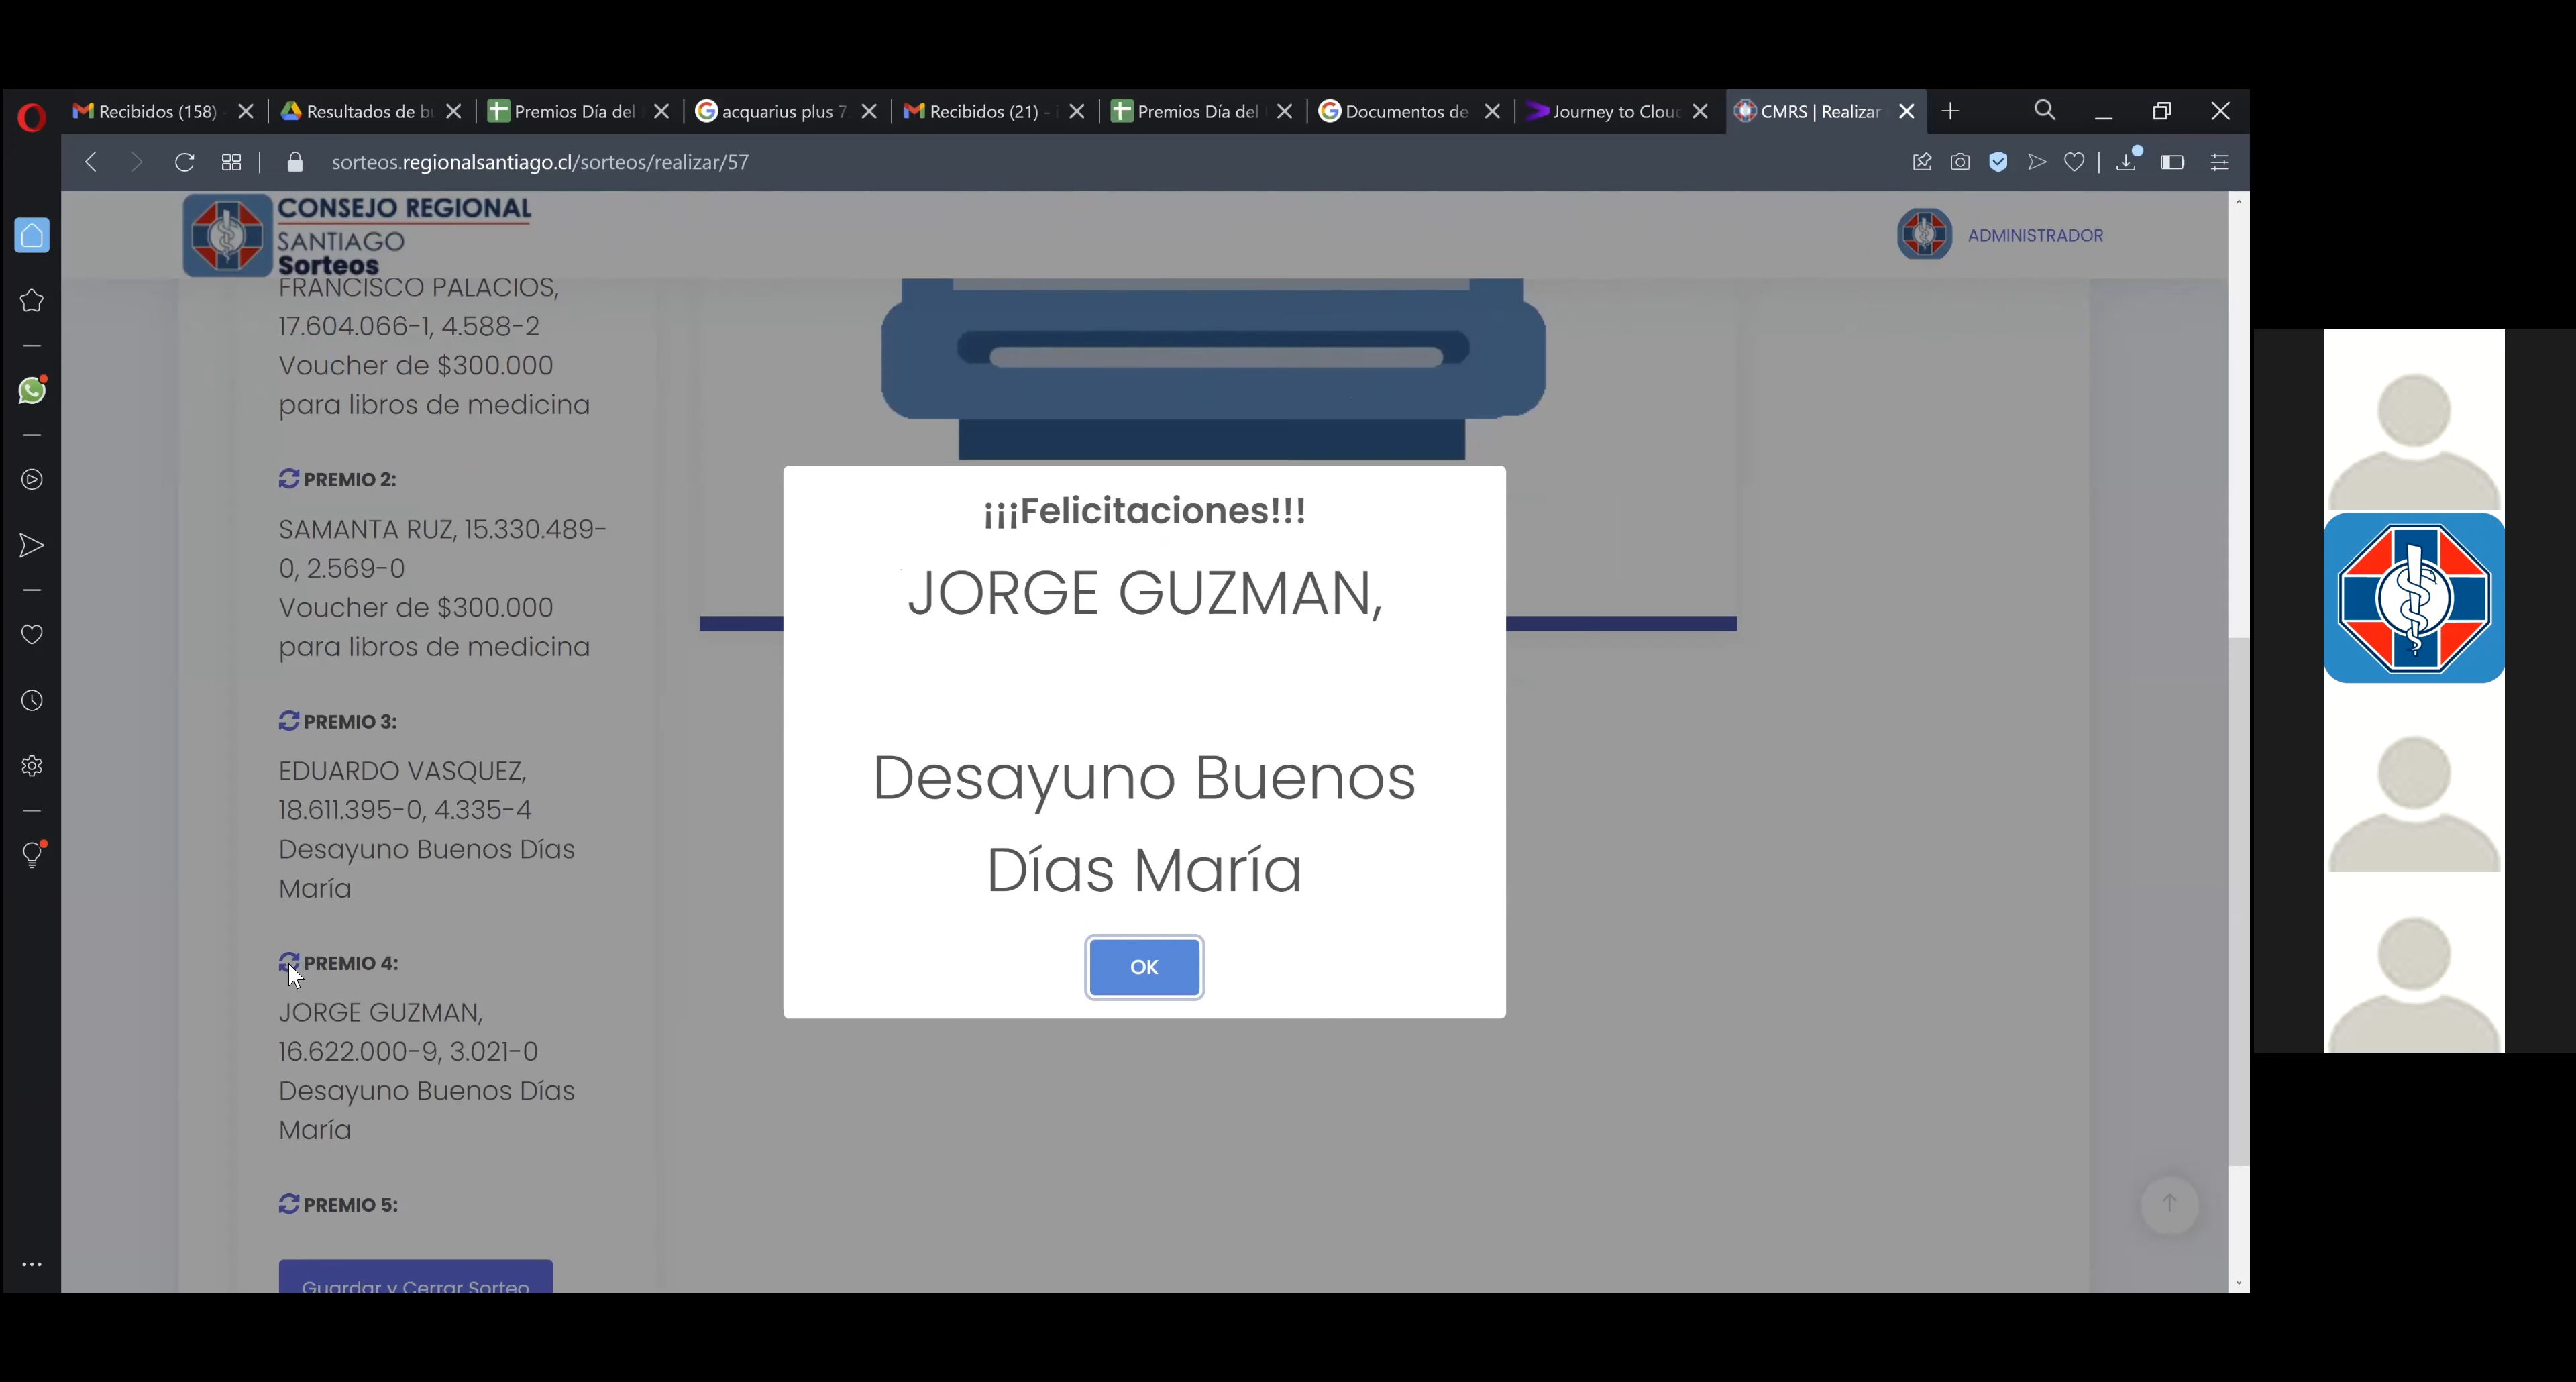 Recibidos (158) -
Resultados de bu
Premios Día del
acquarius plus 7.
Recibidos (21) - i
Premios Día del
Documentos de
Journey to Cloud
CMRS | Realizar
sorteos.regionalsantiago.cl/sorteos/realizar/57
CONSEJO REGIONAL
SANTIAGO
Sorteos
ADMINISTRADOR
FRANCISCO PALACIOS,
17.604.066-1, 4.588-2
Voucher de $300.000
para libros de medicina
PREMIO 2:
SAMANTA RUZ, 15.330.489-
0, 2.569-0
Voucher de $300.000
para libros de medicina
PREMIO 3:
EDUARDO VASQUEZ,
18.611.395-0, 4.335-4
Desayuno Buenos Días
María
PREMIO 4:
JORGE GUZMAN,
16.622.000-9, 3.021-0
Desayuno Buenos Días
María
PREMIO 5:
Guardar y Cerrar Sorteo
¡¡¡Felicitaciones!!!
JORGE GUZMAN,
Desayuno Buenos
Días María
OK